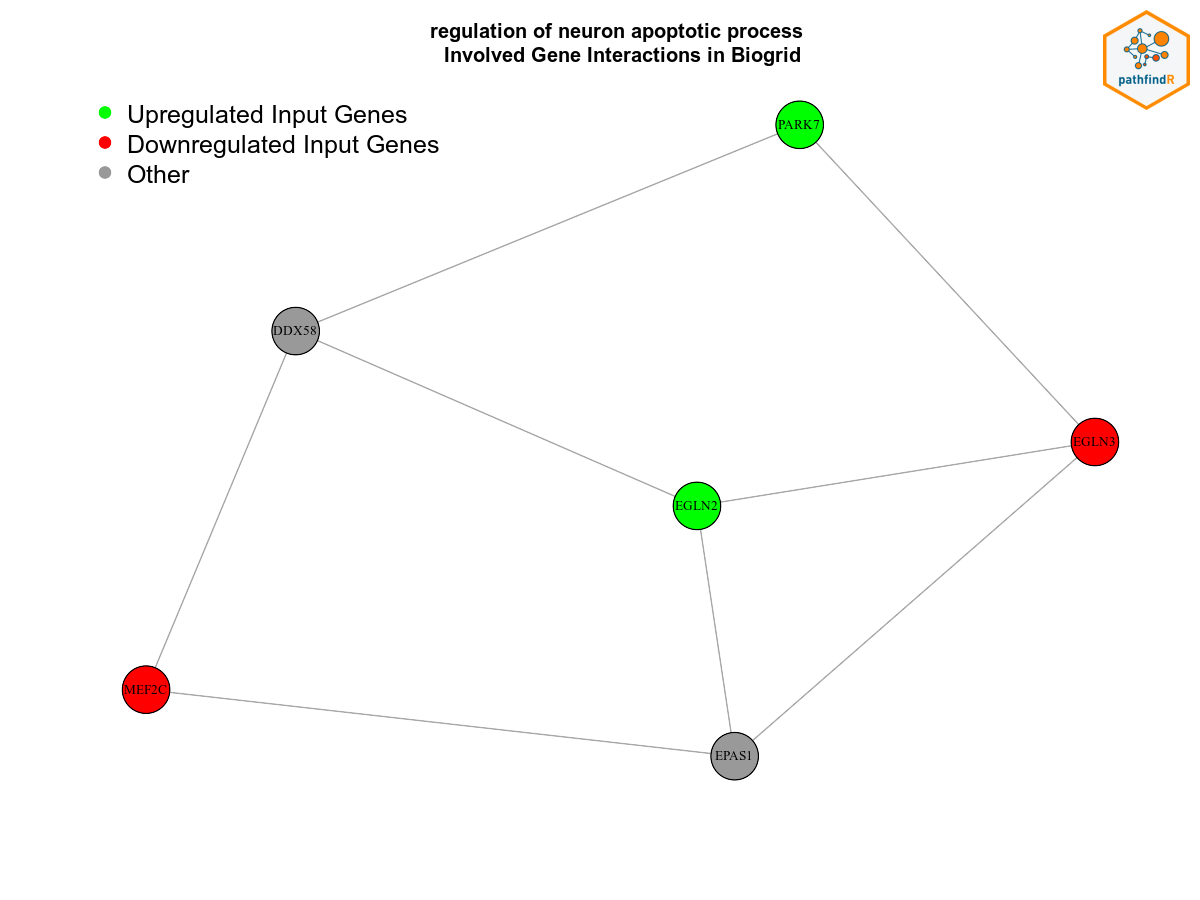 regulation of neuron apoptotic process
Involved Gene Interactions in Biogrid
pathfindR
Upregulated Input Genes
Downregulated Input Genes
Other
PARK7
DDX58
EGLN3
EGLN2
MEF2C
EPAS1